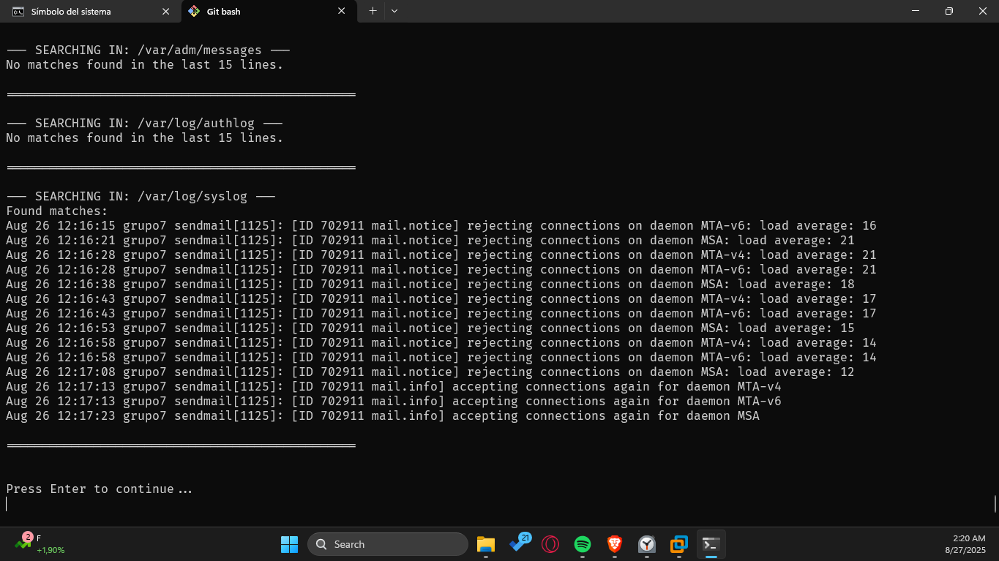 Símbolo del sistema
Git bash
--- SEARCHING IN: /var/adm/messages ---
No matches found in the last 15 lines.
================================================
--- SEARCHING IN: /var/log/authlog ---
No matches found in the last 15 lines.
================================================
--- SEARCHING IN: /var/log/syslog ---
Found matches:
Aug 26 12:16:15 grupo7 sendmail[1125]: [ID 702911 mail.notice] rejecting connections on daemon MTA-v6: load average: 16
Aug 26 12:16:21 grupo7 sendmail[1125]: [ID 702911 mail.notice] rejecting connections on daemon MSA: load average: 21
Aug 26 12:16:28 grupo7 sendmail[1125]: [ID 702911 mail.notice] rejecting connections on daemon MTA-v4: load average: 21
Aug 26 12:16:28 grupo7 sendmail[1125]: [ID 702911 mail.notice] rejecting connections on daemon MTA-v6: load average: 21
Aug 26 12:16:38 grupo7 sendmail[1125]: [ID 702911 mail.notice] rejecting connections on daemon MSA: load average: 18
Aug 26 12:16:43 grupo7 sendmail[1125]: [ID 702911 mail.notice] rejecting connections on daemon MTA-v4: load average: 17
Aug 26 12:16:43 grupo7 sendmail[1125]: [ID 702911 mail.notice] rejecting connections on daemon MTA-v6: load average: 17
Aug 26 12:16:53 grupo7 sendmail[1125]: [ID 702911 mail.notice] rejecting connections on daemon MSA: load average: 15
Aug 26 12:16:58 grupo7 sendmail[1125]: [ID 702911 mail.notice] rejecting connections on daemon MTA-v4: load average: 14
Aug 26 12:16:58 grupo7 sendmail[1125]: [ID 702911 mail.notice] rejecting connections on daemon MTA-v6: load average: 14
Aug 26 12:17:08 grupo7 sendmail[1125]: [ID 702911 mail.notice] rejecting connections on daemon MSA: load average: 12
Aug 26 12:17:13 grupo7 sendmail[1125]: [ID 702911 mail.info] accepting connections again for daemon MTA-v4
Aug 26 12:17:13 grupo7 sendmail[1125]: [ID 702911 mail.info] accepting connections again for daemon MTA-v6
Aug 26 12:17:23 grupo7 sendmail[1125]: [ID 702911 mail.info] accepting connections again for daemon MSA
================================================
Press Enter to continue...
2
F
+1,90%
Search
21
2:20 AM
8/27/2025